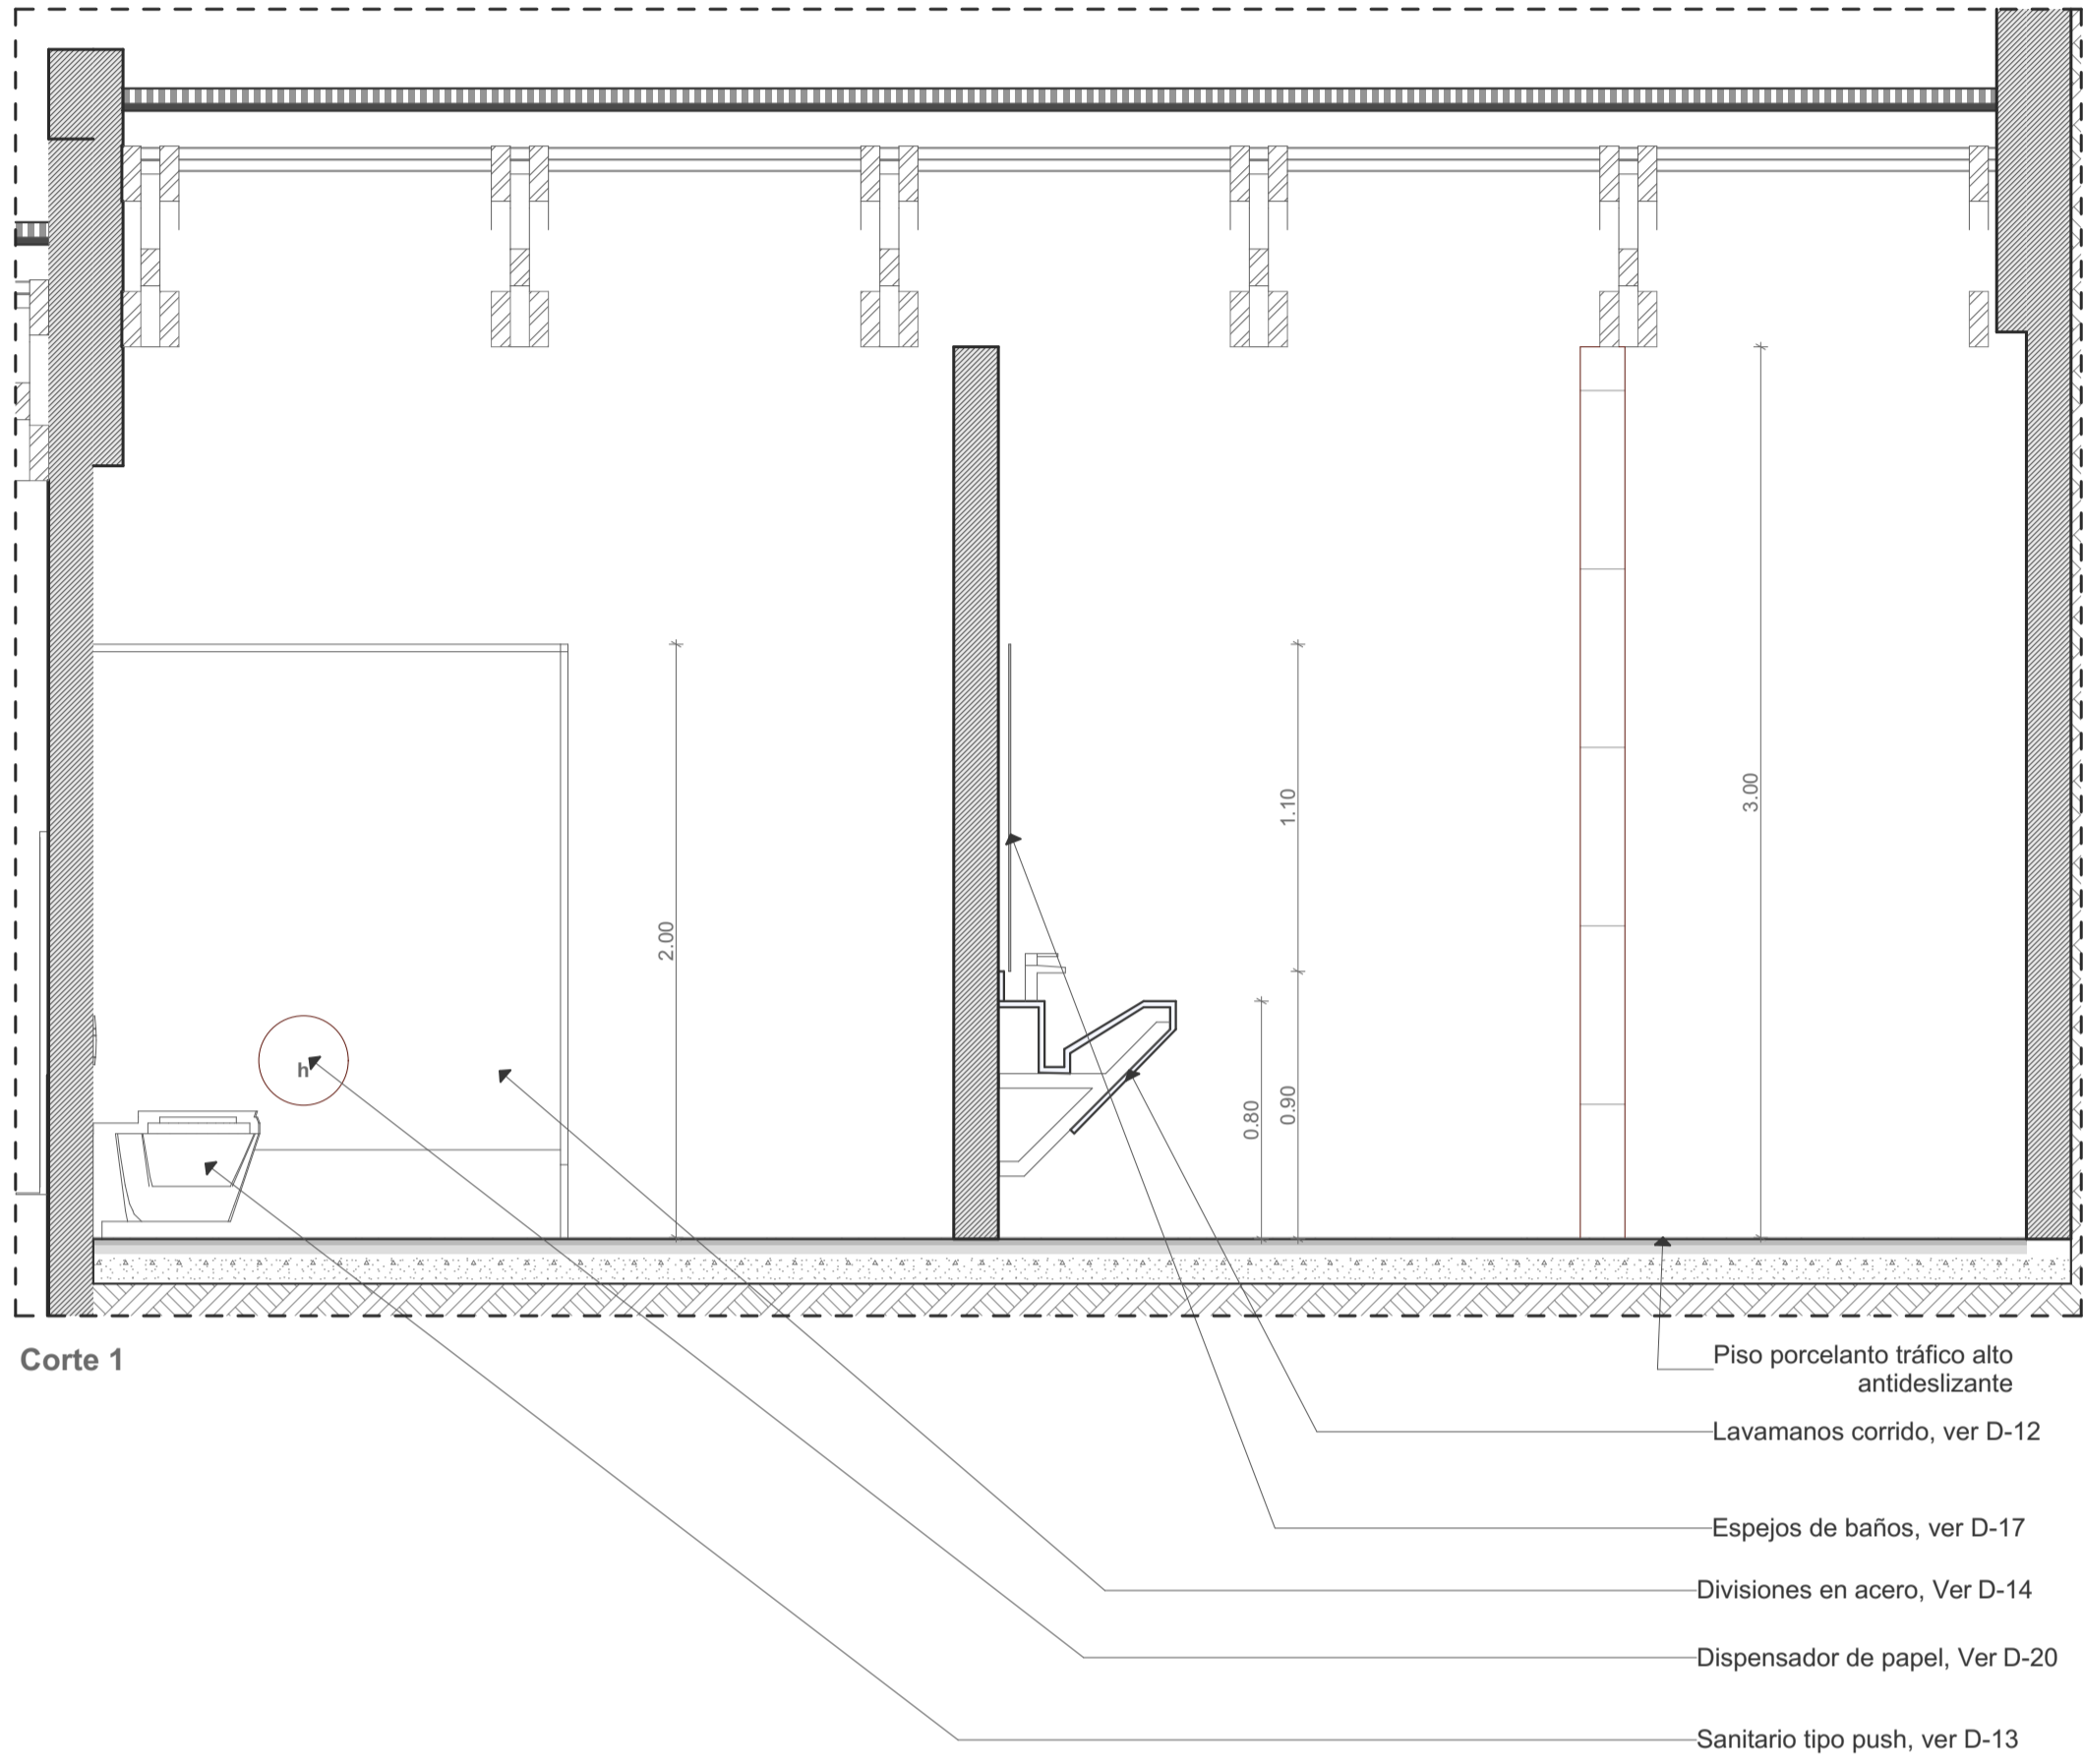 2.00
1.10
3.00
0.80
0.90
h
Corte 1
Piso porcelanto tráfico alto
antideslizante
Lavamanos corrido, ver D-12
Espejos de baños, ver D-17
Divisiones en acero, Ver D-14
Dispensador de papel, Ver D-20
Sanitario tipo push, ver D-13